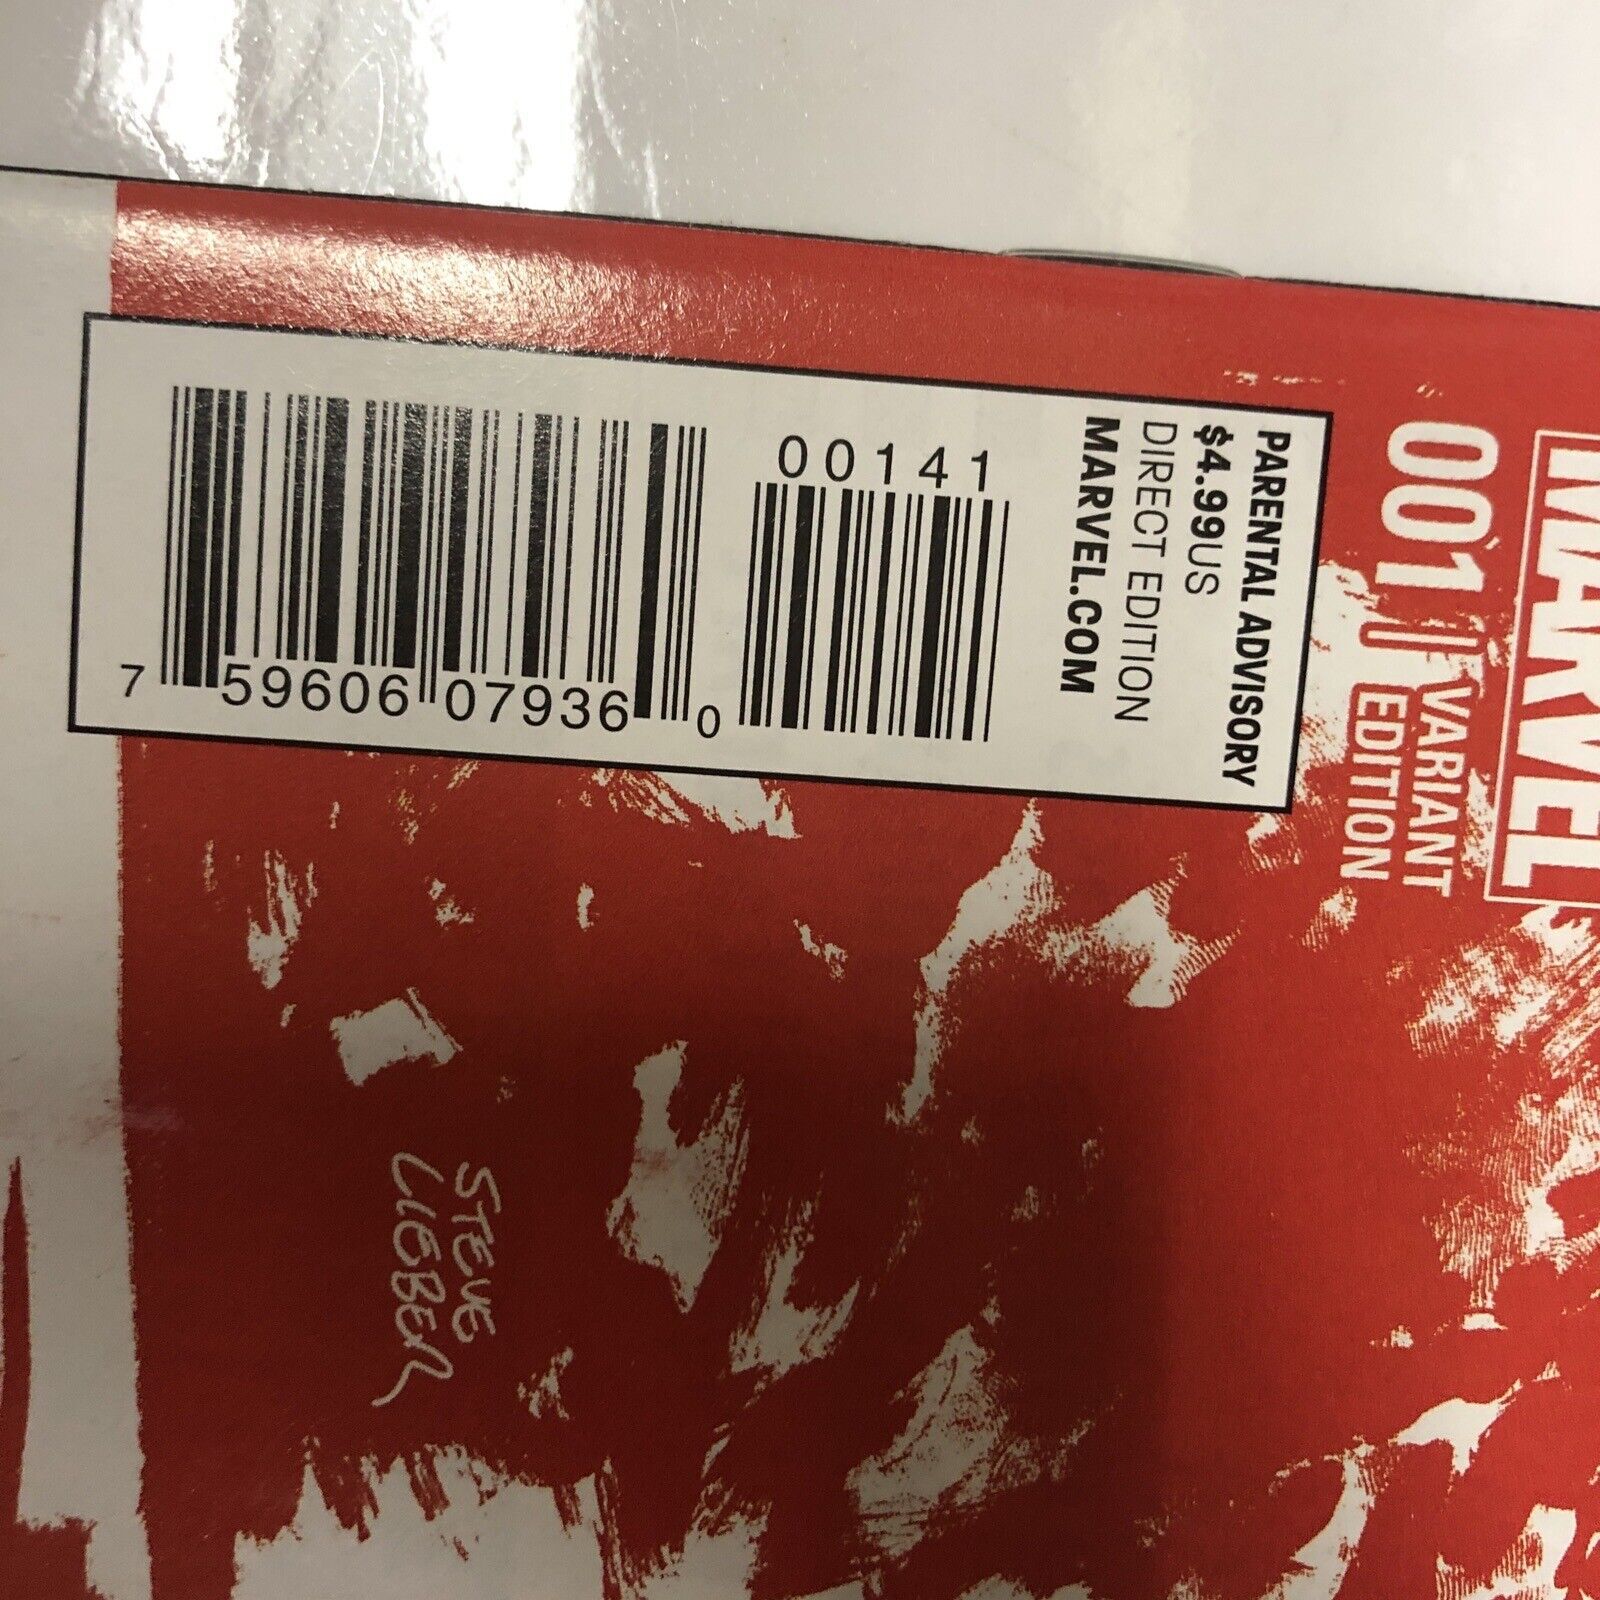 MARVEL
001
VARIANT
EDITION
PARENTAL ADVISORY
$4.99US
DIRECT EDITION
MARVEL.COM
00141
7 59606 07936 0
STEVE
LIEBER